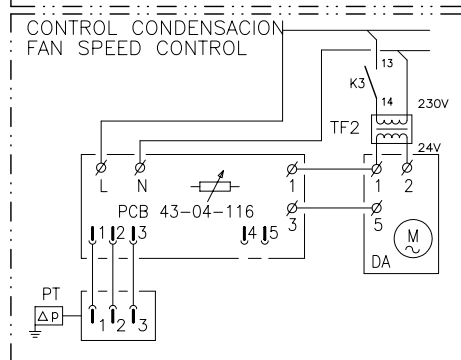 CONTROL CONDENSACION
FAN SPEED CONTROL
13
K3
14
230V
TF2
24V
L N 1
1 2
PCB 43-04-116
3
5
1 2 3 4 5
M
DA
PT
Δp
1 2 3